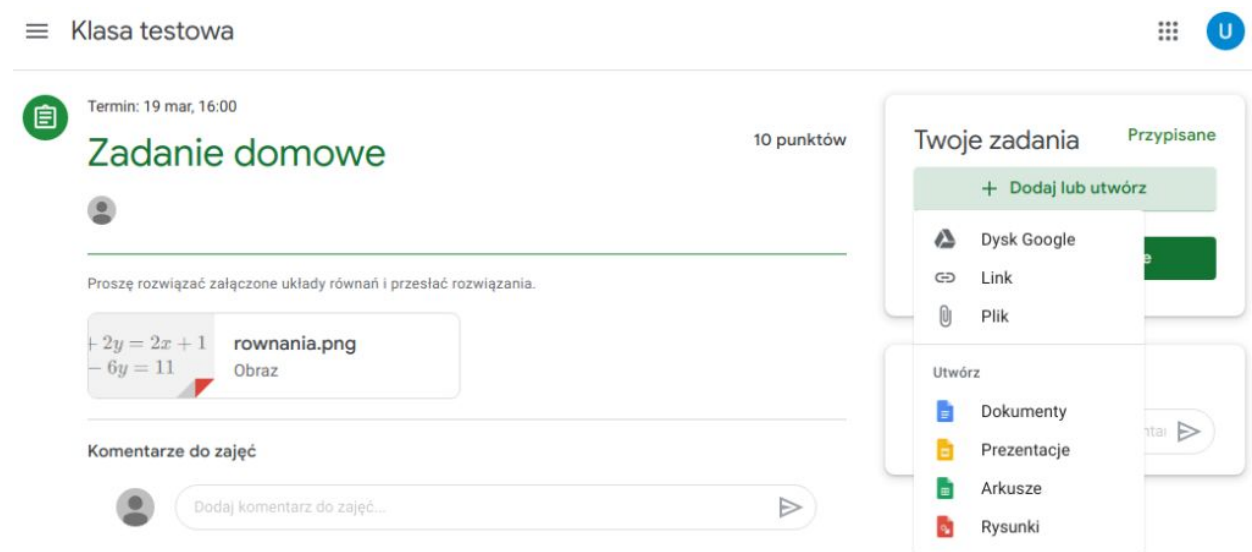 Klasa testowa
U
Termin: 19 mar, 16:00
Zadanie domowe
10 punktów
Proszę rozwiązać załączone układy równań i przesłać rozwiązania.
+ 2y = 2x + 1
− 6y = 11
rownania.png
Obraz
Komentarze do zajęć
Dodaj komentarz do zajęć...
Twoje zadania
Przypisane
+ Dodaj lub utwórz
Dysk Google
Link
Plik
Utwórz
Dokumenty
Prezentacje
Arkusze
Rysunki